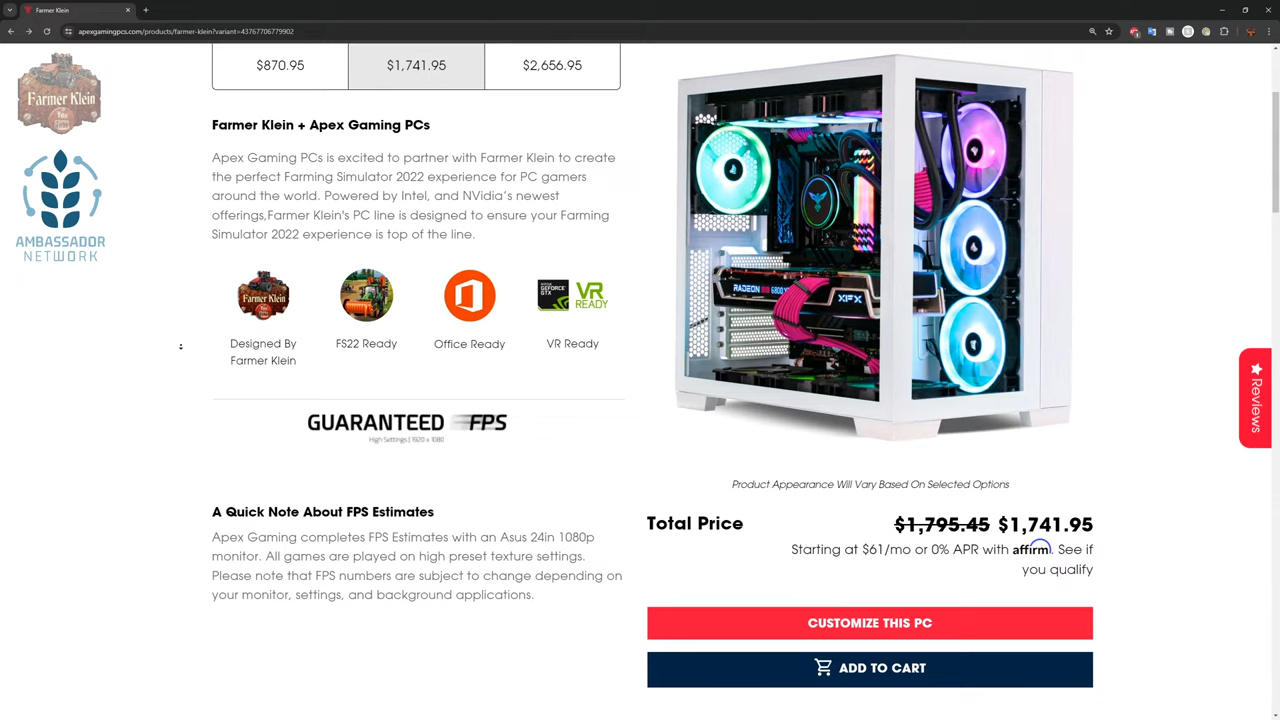 Farmer Klein
apexgamingpcs.com/products/farmer-klein?variant=43767706779902
Farmer Klein
AMBASSADOR
NETWORK
$870.95
$1,741.95
$2,656.95
Farmer Klein + Apex Gaming PCs
Apex Gaming PCs is excited to partner with Farmer Klein to create
the perfect Farming Simulator 2022 experience for PC gamers
around the world. Powered by Intel, and NVidia's newest
offerings,Farmer Klein's PC line is designed to ensure your Farming
Simulator 2022 experience is top of the line.
Farmer Klein
GEFORCE
GTX
VR
READY
Designed By
Farmer Klein
FS22 Ready
Office Ready
VR Ready
GUARANTEED FPS
High Settings | 1920 x 1080
A Quick Note About FPS Estimates
Apex Gaming completes FPS Estimates with an Asus 24in 1080p
monitor. All games are played on high preset texture settings.
Please note that FPS numbers are subject to change depending on
your monitor, settings, and background applications.
RADEON
XFX
Product Appearance Will Vary Based On Selected Options
Total Price
$1,795.45 $1,741.95
Starting at $61/mo or 0% APR with affirm. See if
you qualify
CUSTOMIZE THIS PC
ADD TO CART
Reviews